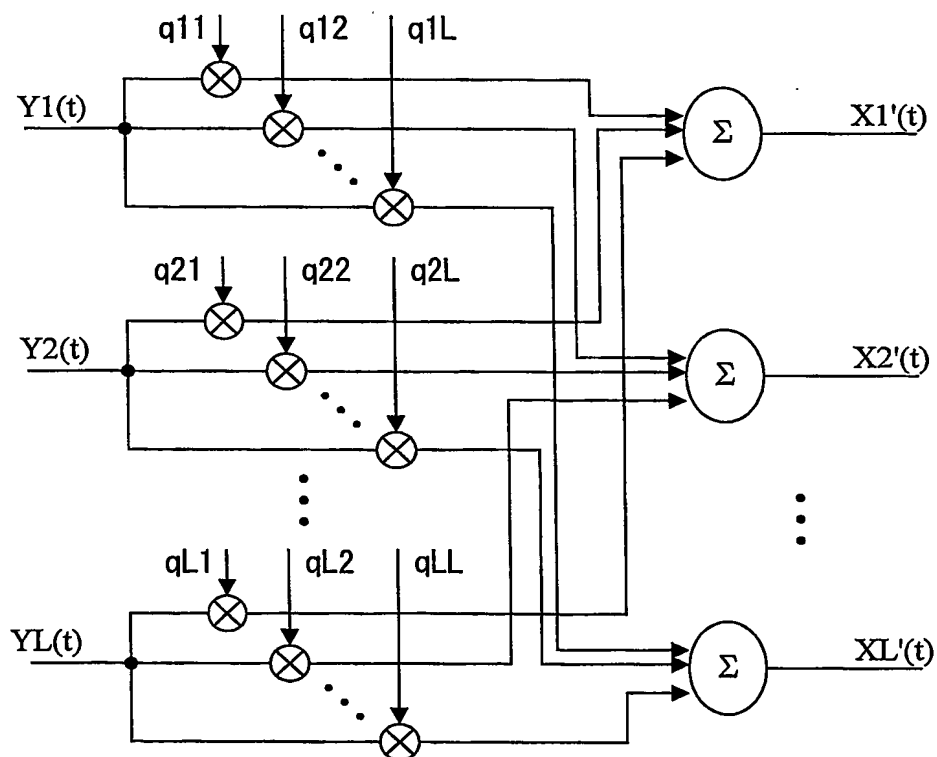 q11 q12 q1L
Y1(t)
Σ
X1'(t)
q21 q22 q2L
Y2(t)
Σ
X2'(t)
qL1 qL2 qLL
YL(t)
Σ
XL'(t)